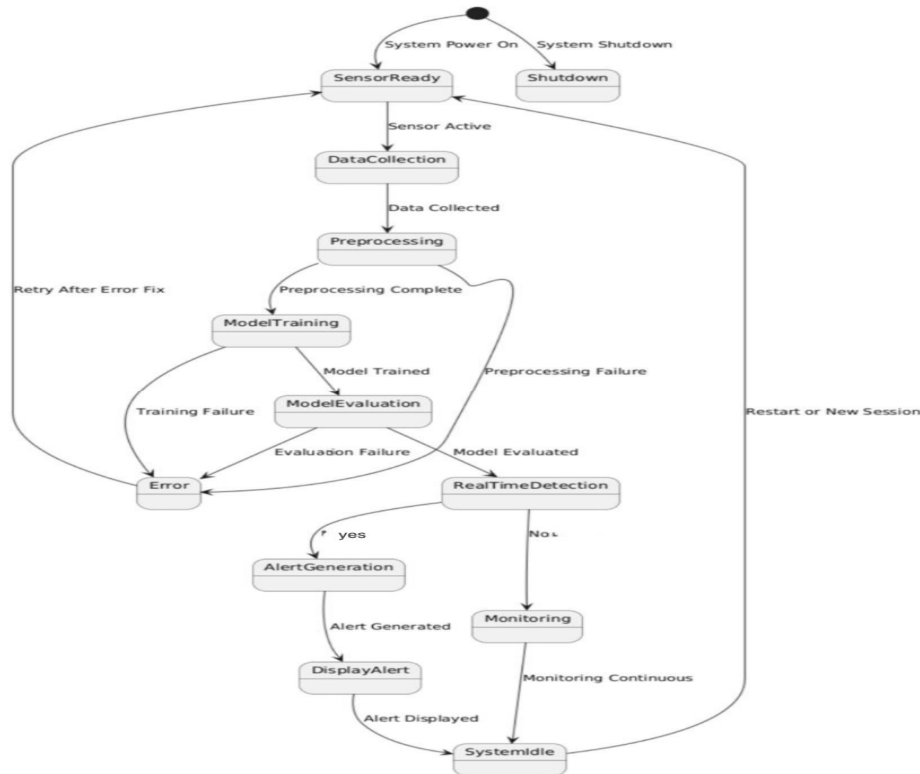 System Power On
System Shutdown
SensorReady
Shutdown
Sensor Active
DataCollection
Data Collected
Preprocessing
Retry After Error Fix
Preprocessing Complete
ModelTraining
Model Trained
Preprocessing Failure
ModelEvaluation
Training Failure
Restart or New Session
Evaluation Failure
Model Evaluated
Error
RealTimeDetection
yes
No
AlertGeneration
Monitoring
Alert Generated
DisplayAlert
Monitoring Continuous
Alert Displayed
SystemIdle